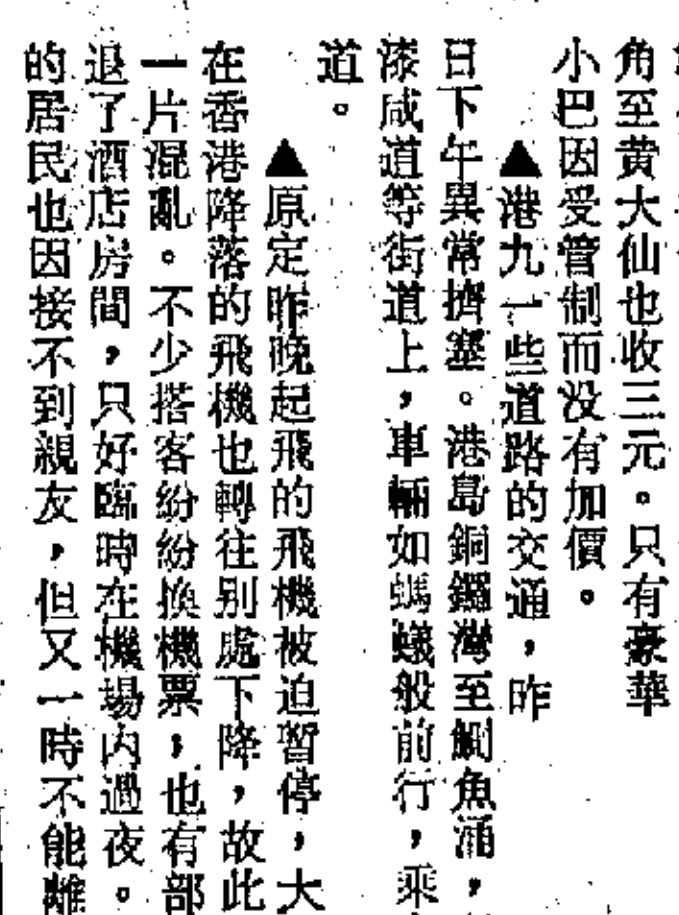 角至黄大仙也收三元。只有豪華
小巴因受管制而没有加價。
▲港九一些道路的交通，昨
日下午異常擠塞。港島銅鑼灣至鰂魚涌，
漆咸道等街道上，車輛如螞蟻般前行，乘
道。
▲原定昨晚起飛的飛機被迫暫停，大
在香港降落的飛機也轉往别處下降，故此
一片混亂。不少搭客紛紛換機票，也有部
退了酒店房間，只好臨時在機場内過夜。
的居民也因接不到親友，但又一時不能離